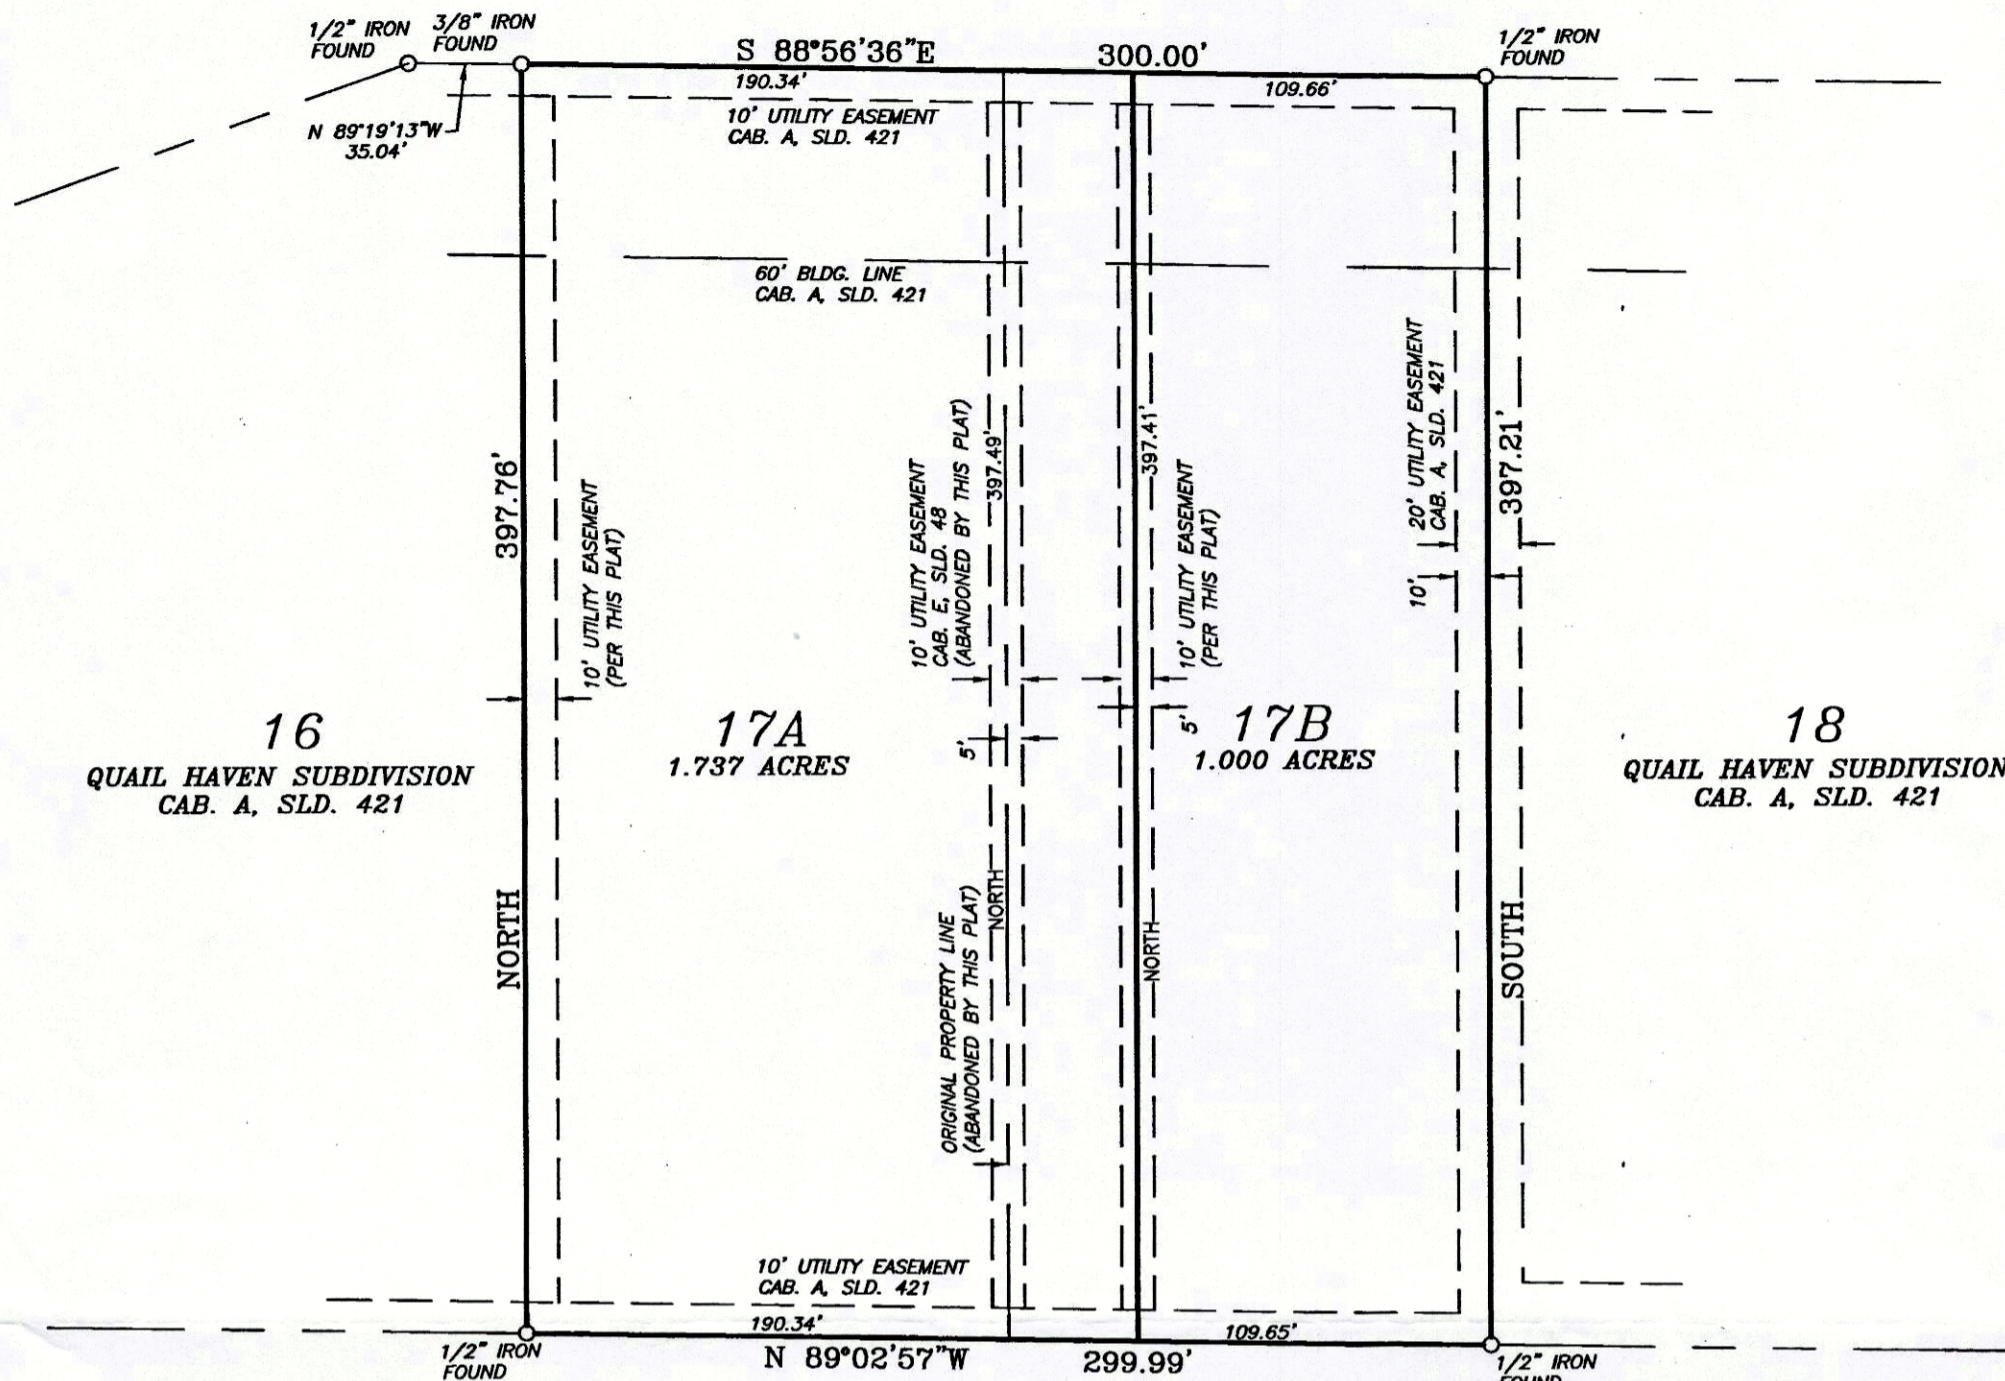 1/2" IRON
FOUND
3/8" IRON
FOUND
S 88°56'36"E
300.00'
1/2" IRON
FOUND
190.34'
109.66'
N 89°19'13"W
35.04'
10' UTILITY EASEMENT
CAB. A, SLD. 421
60' BLDG. LINE
CAB. A, SLD. 421
397.76'
10' UTILITY EASEMENT
(PER THIS PLAT)
10' UTILITY EASEMENT
CAB. E, SLD. 48
(ABANDONED BY THIS PLAT)
397.49'
397.41'
10' UTILITY EASEMENT
(PER THIS PLAT)
20' UTILITY EASEMENT
CAB. A, SLD. 421
397.21'
10'
16
QUAIL HAVEN SUBDIVISION
CAB. A, SLD. 421
17A
1.737 ACRES
5'
5'
17B
1.000 ACRES
18
QUAIL HAVEN SUBDIVISION
CAB. A, SLD. 421
NORTH
ORIGINAL PROPERTY LINE
(ABANDONED BY THIS PLAT)
NORTH
NORTH
SOUTH
10' UTILITY EASEMENT
CAB. A, SLD. 421
190.34'
109.65'
1/2" IRON
FOUND
N 89°02'57"W
299.99'
1/2" IRON
FOUND